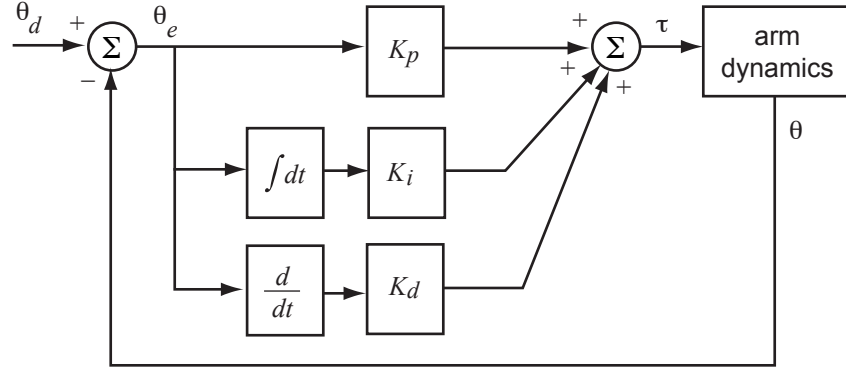 θd + Σ − θe
Kp
+ + + Σ τ
arm
dynamics
θ
∫ dt
Ki
d
dt
Kd